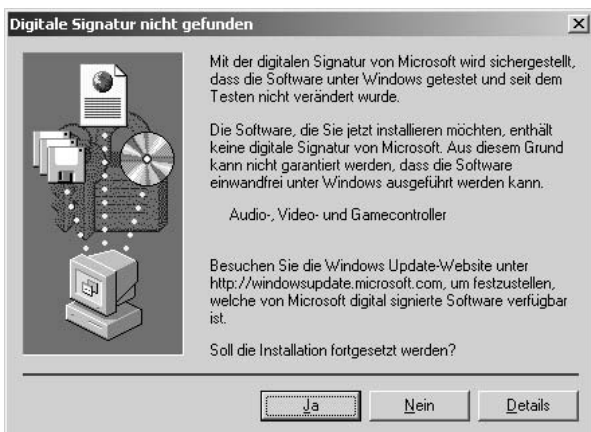 Digitale Signatur nicht gefunden
Mit der digitalen Signatur von Microsoft wird sichergestellt,
dass die Software unter Windows getestet und seit dem
Testen nicht verändert wurde.
Die Software, die Sie jetzt installieren möchten, enthält
keine digitale Signatur von Microsoft. Aus diesem Grund
kann nicht garantiert werden, dass die Software
einwandfrei unter Windows ausgeführt werden kann.
Audio-, Video- und Gamecontroller
Besuchen Sie die Windows Update-Website unter
http://windowsupdate.microsoft.com, um festzustellen,
welche von Microsoft digital signierte Software verfügbar
ist.
Soll die Installation fortgesetzt werden?
Ja
Nein
Details